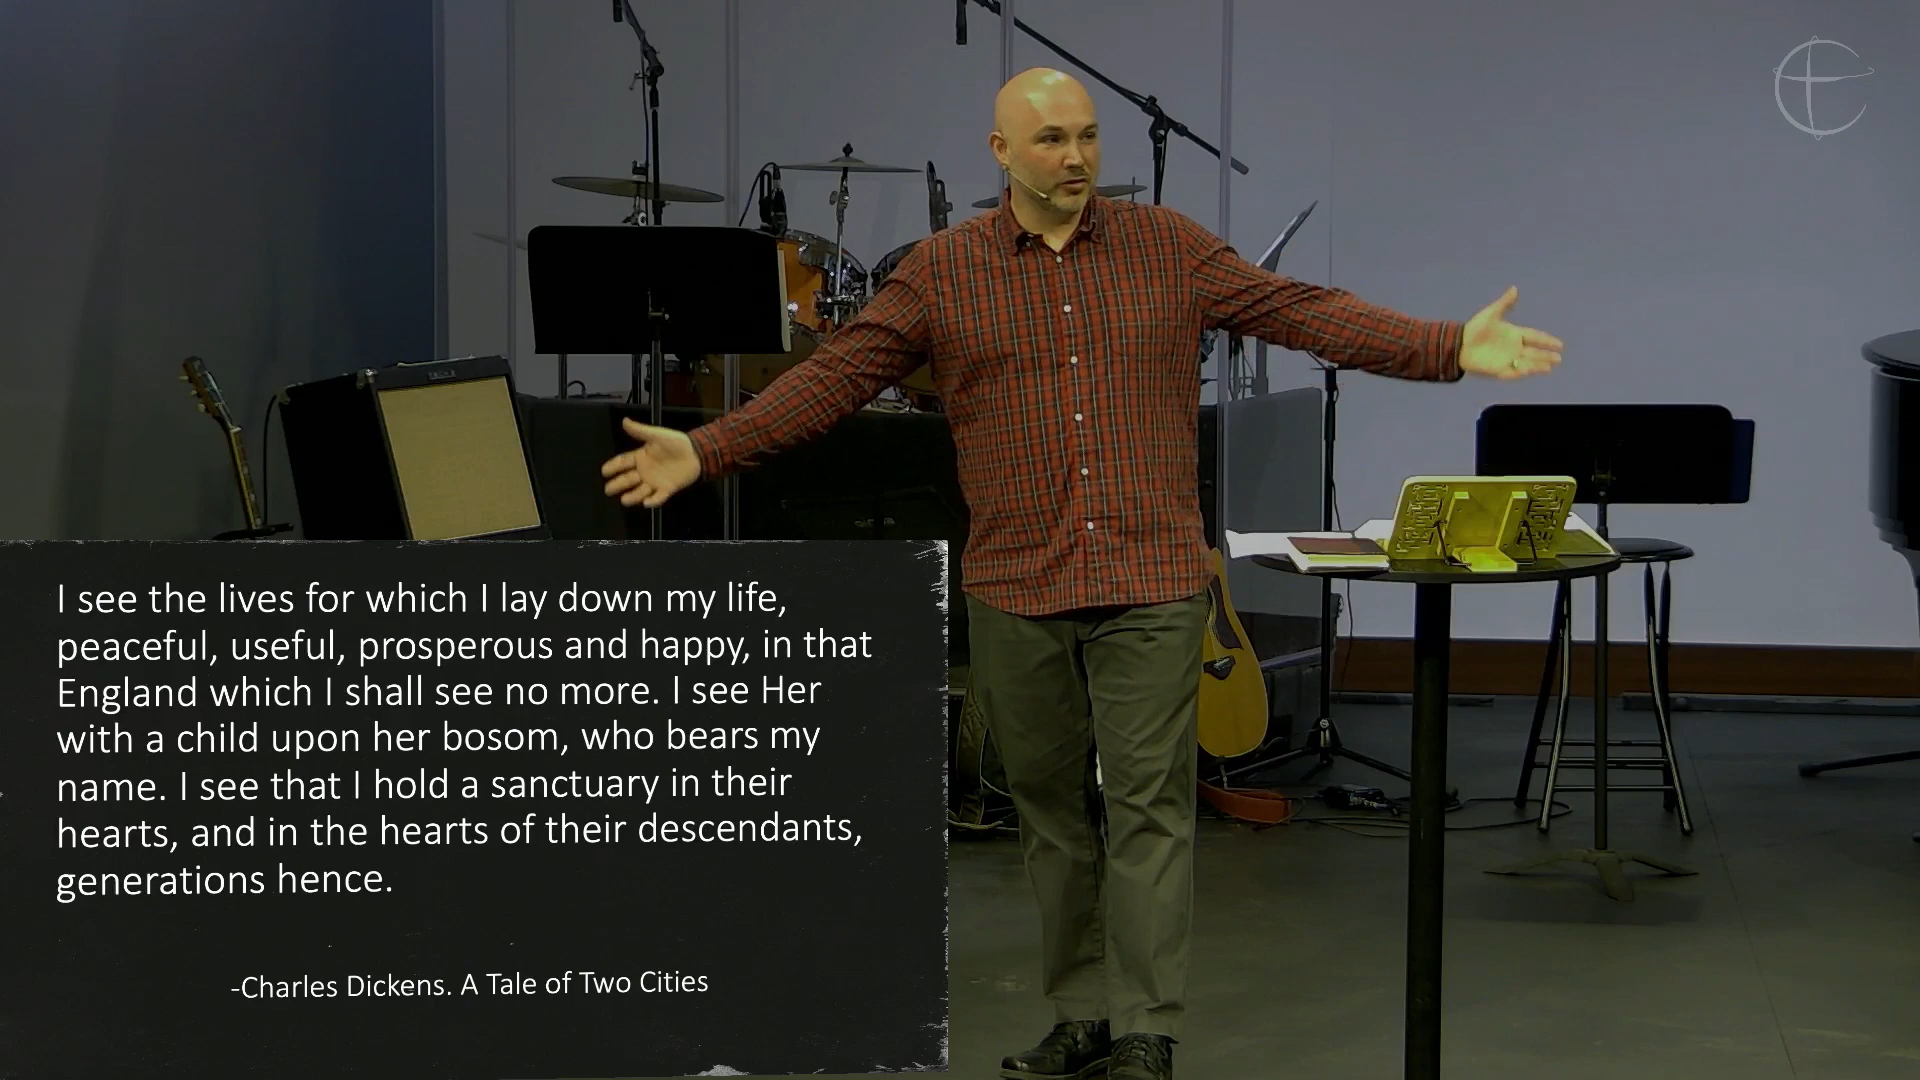 I see the lives for which I lay down my life,
peaceful, useful, prosperous and happy, in that
England which I shall see no more. I see Her
with a child upon her bosom, who bears my
name. I see that I hold a sanctuary in their
hearts, and in the hearts of their descendants,
generations hence.
-Charles Dickens. A Tale of Two Cities